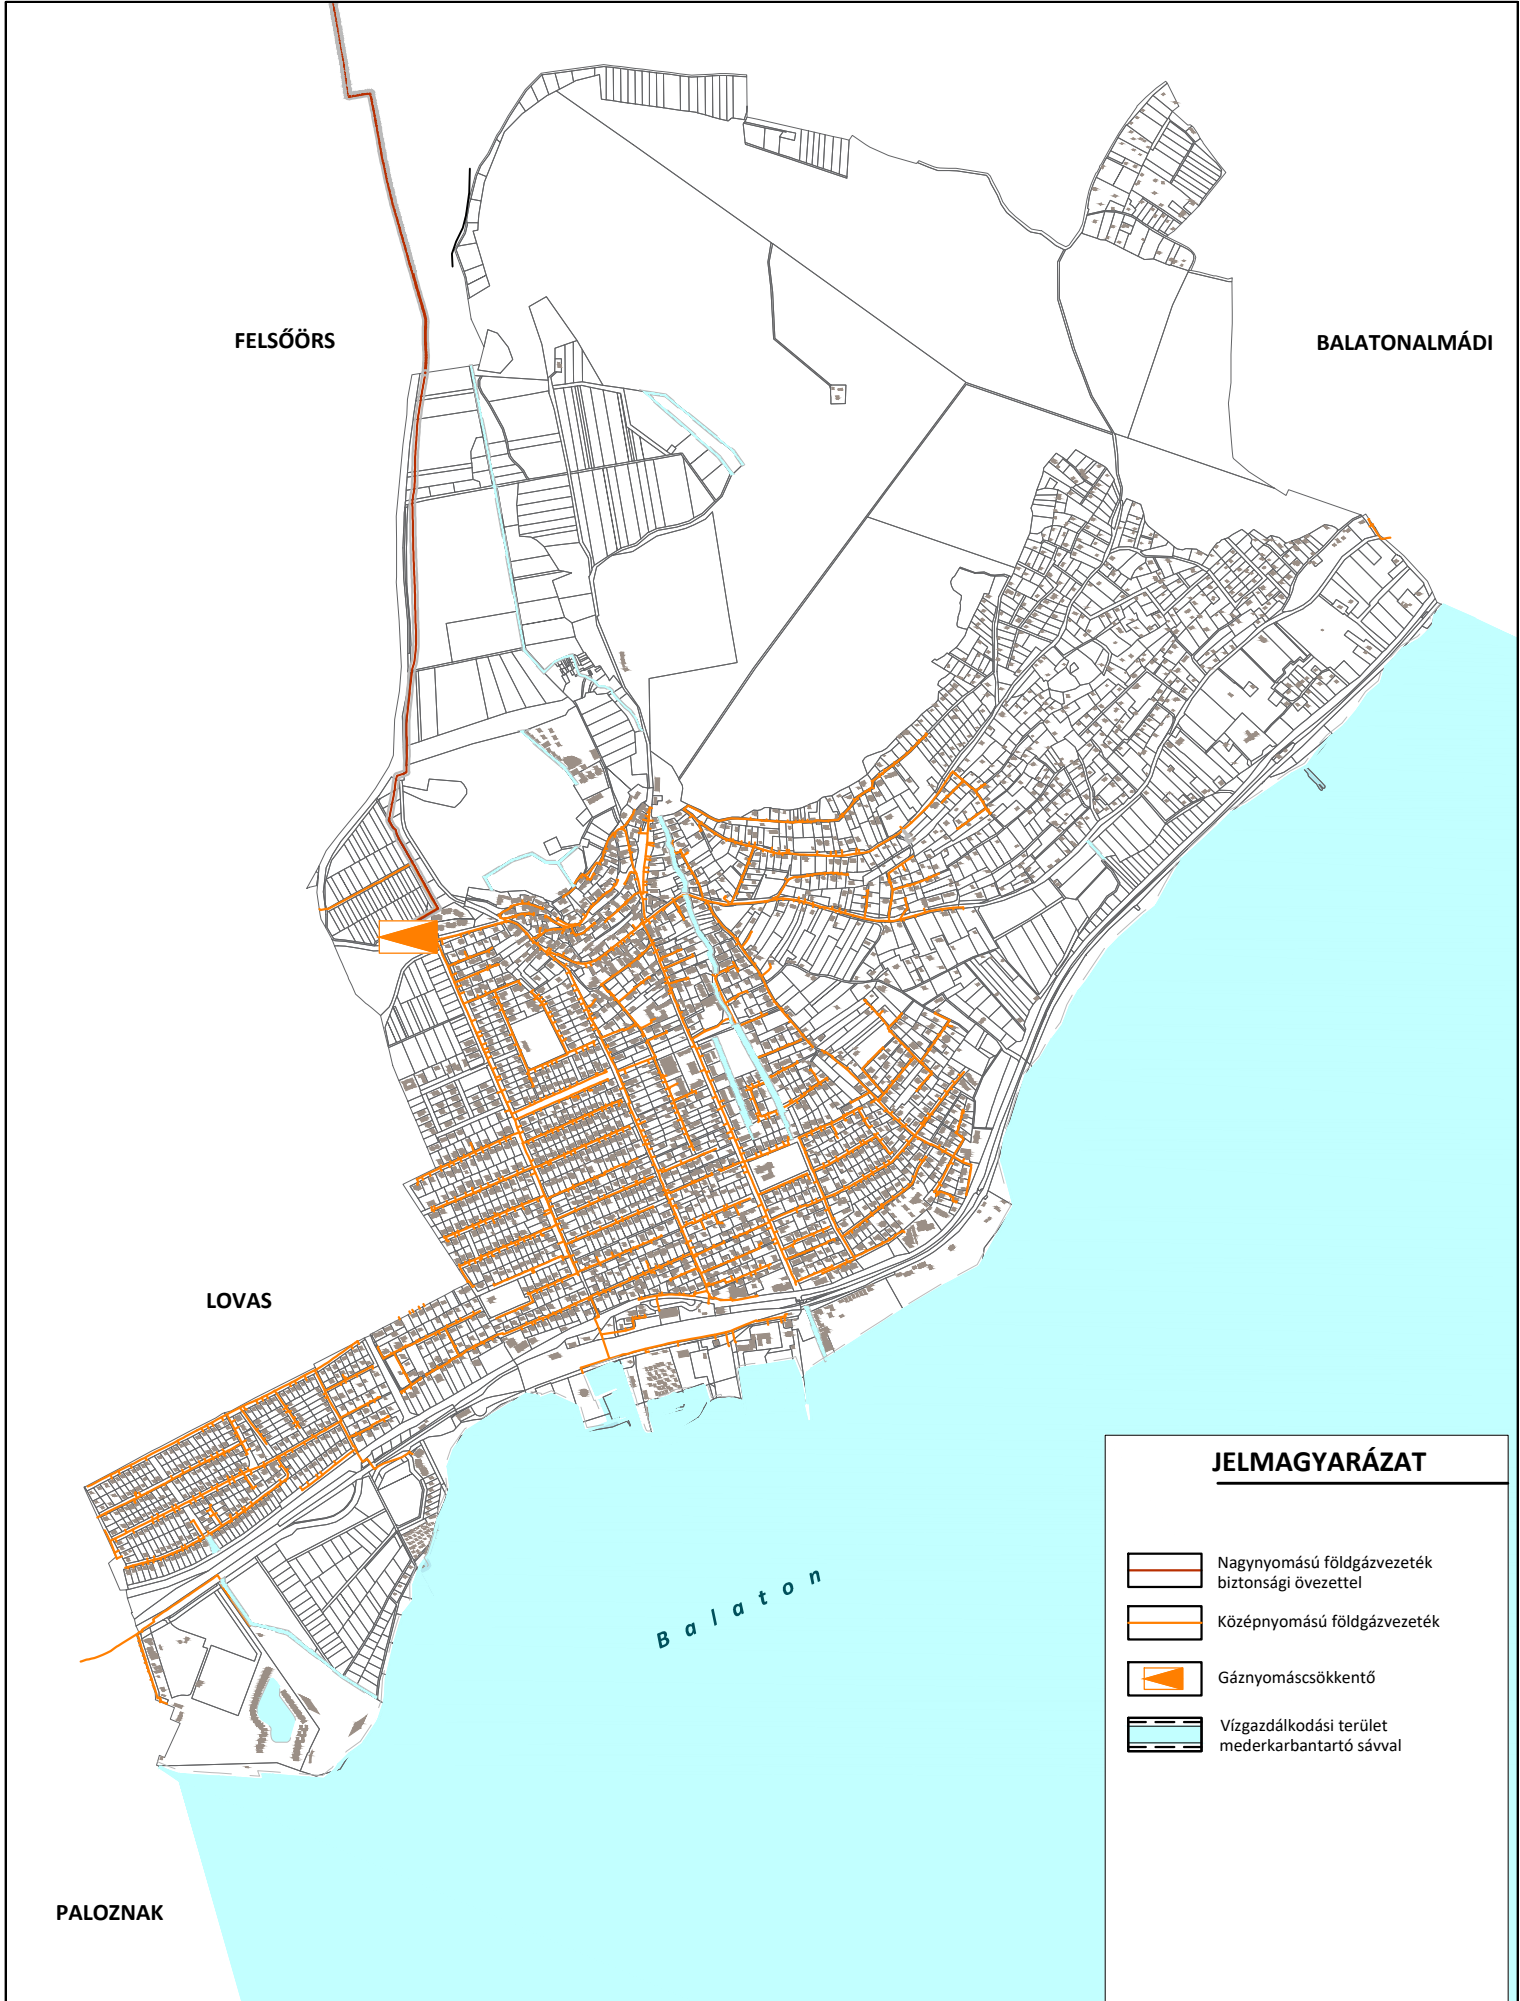 FELSŐÖRS
BALATONALMÁDI
LOVAS
JELMAGYARÁZAT
Nagynyomású földgázvezeték
biztonsági övezettel
Balaton
Középnyomású földgázvezeték
Gáznyomáscsökkentő
Vízgazdálkodási terület
mederkarbantartó sávval
PALOZNAK